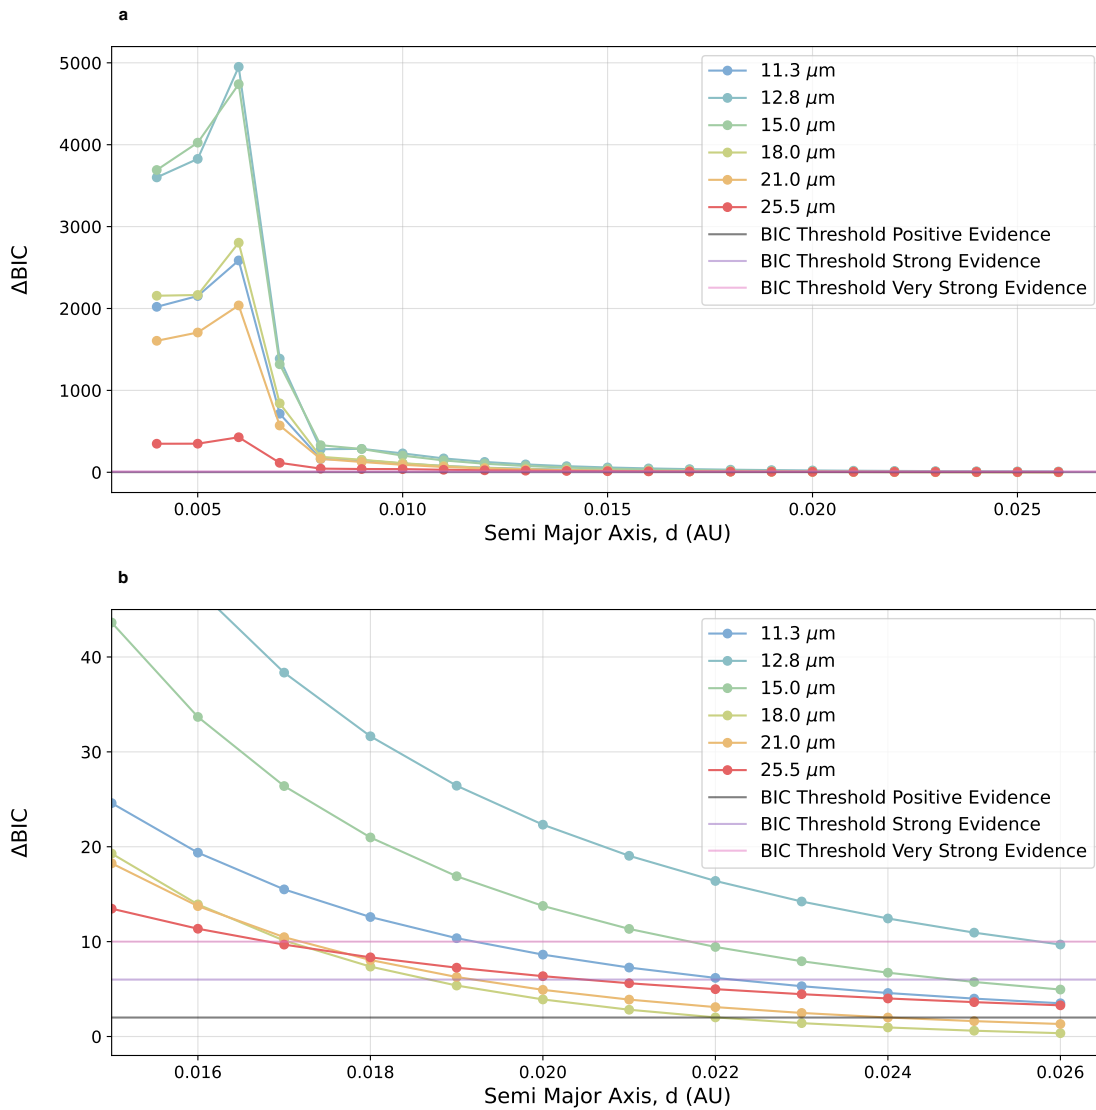 a
5000
4000
3000
2000
1000
0
ΔBIC
0.005 0.010 0.015 0.020 0.025
Semi Major Axis, d (AU)
11.3 μm
12.8 μm
15.0 μm
18.0 μm
21.0 μm
25.5 μm
BIC Threshold Positive Evidence
BIC Threshold Strong Evidence
BIC Threshold Very Strong Evidence
b
40
30
20
10
0
ΔBIC
0.016 0.018 0.020 0.022 0.024 0.026
Semi Major Axis, d (AU)
11.3 μm
12.8 μm
15.0 μm
18.0 μm
21.0 μm
25.5 μm
BIC Threshold Positive Evidence
BIC Threshold Strong Evidence
BIC Threshold Very Strong Evidence